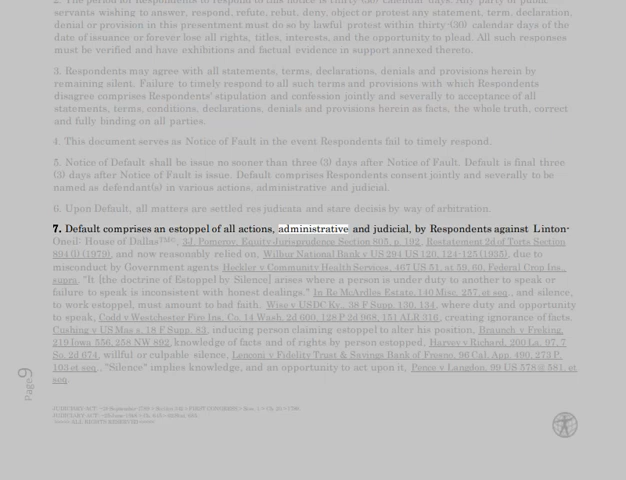 2. The period for Respondents to respond to this notice is thirty-(30) calendar days. Any party or public
servants wishing to answer, respond, refute, rebut, deny, object or protest any statement, term, declaration,
denial or provision in this presentment must do so by lawful protest within thirty-(30) calendar days of the
date of issuance or forever lose all rights, titles, interests, and the opportunity to plead. All such responses
must be verified and have exhibitions and factual evidence in support annexed thereto.
3. Respondents may agree with all statements, terms, declarations, denials and provisions herein by
remaining silent. Failure to timely respond to all such terms and provisions with which Respondents
disagree comprises Respondents' stipulation and confession jointly and severally to acceptance of all
statements, terms, conditions, declarations, denials and provisions herein as facts, the whole truth, correct
and fully binding on all parties.
4. This document serves as Notice of Fault in the event Respondents fail to timely respond.
5. Notice of Default shall be issue no sooner than three (3) days after Notice of Fault. Default is final three
(3) days after Notice of Fault is issue. Default comprises Respondents consent jointly and severally to be
named as defendant(s) in various actions, administrative and judicial.
6. Upon Default, all matters are settled res judicata and stare decisis by way of arbitration.
7. Default comprises an estoppel of all actions, administrative and judicial, by Respondents against Linton-
Oneil: House of Dallas™©; 3J. Pomeroy, Equity Jurisprudence Section 805, p. 192, Restatement 2d of Torts Section
894(1) (1979), and now reasonably relied on, Wilbur National Bank v US 294 US 120, 124-125 (1935), due to
misconduct by Government agents Heckler v Community Health Services, 467 US 51, at 59, 60, Federal Crop Ins.,
supra, "It [the doctrine of Estoppel by Silence] arises where a person is under duty to another to speak or
failure to speak is inconsistent with honest dealings." In Re McArdles Estate, 140 Misc. 257, et seq., and silence,
to work estoppel, must amount to bad faith, Wise v USDC Ky., 38 F Supp. 130, 134, where duty and opportunity
to speak, Codd v Westchester Fire Ins. Co. 14 Wash. 2d 600, 128 P 2d 968, 151 ALR 316, creating ignorance of facts,
Cushing v US Mass, 18 F Supp. 83, inducing person claiming estoppel to alter his position, Braunch v Freking,
219 Iowa 556, 258 NW 892, knowledge of facts and of rights by person estopped, Harvey v Richard, 200 La. 97, 7
So. 2d 674, willful or culpable silence, Lenconi v Fidelity Trust & Savings Bank of Fresno, 96 Cal. App. 490, 273 P.
103 et seq., "Silence" implies knowledge, and an opportunity to act upon it, Pence v Langdon, 99 US 578 @ 581, et
seq.
Page 9
ALL RIGHTS RESERVED